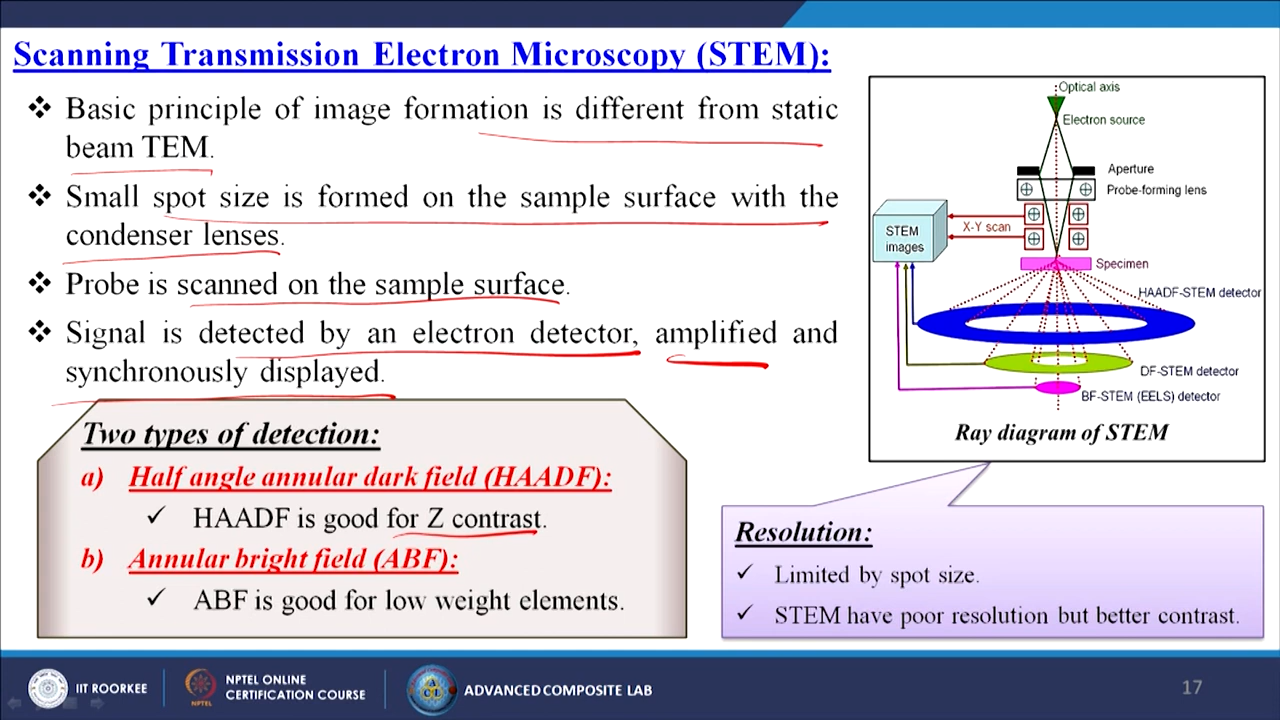 Scanning Transmission Electron Microscopy (STEM):
❖ Basic principle of image formation is different from static
beam TEM.
❖ Small spot size is formed on the sample surface with the
condenser lenses.
❖ Probe is scanned on the sample surface.
❖ Signal is detected by an electron detector, amplified and
synchronously displayed.
Two types of detection:
a) Half angle annular dark field (HAADF):
✓ HAADF is good for Z contrast.
b) Annular bright field (ABF):
✓ ABF is good for low weight elements.
Optical axis
Electron source
Aperture
Probe-forming lens
X-Y scan
STEM
images
Specimen
HAADF-STEM detector
DF-STEM detector
BF-STEM (EELS) detector
Ray diagram of STEM
Resolution:
✓ Limited by spot size.
✓ STEM have poor resolution but better contrast.
IIT ROORKEE
NPTEL
NPTEL ONLINE
CERTIFICATION COURSE
ADVANCED COMPOSITE LAB
17